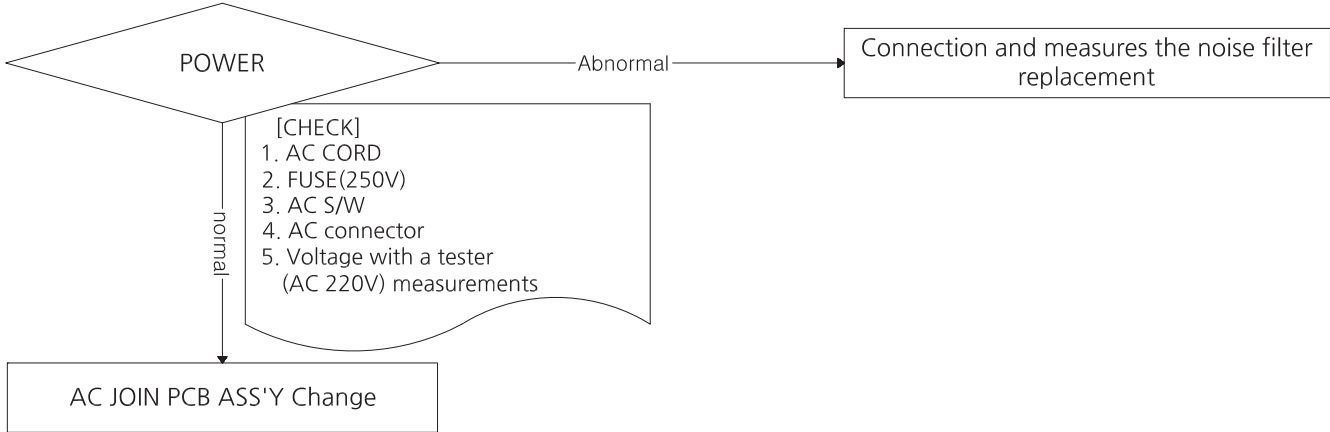 POWER
Abnormal
Connection and measures the noise filter
replacement
[CHECK]
1. AC CORD
2. FUSE(250V)
3. AC S/W
4. AC connector
5. Voltage with a tester
(AC 220V) measurements
normal
AC JOIN PCB ASS'Y Change